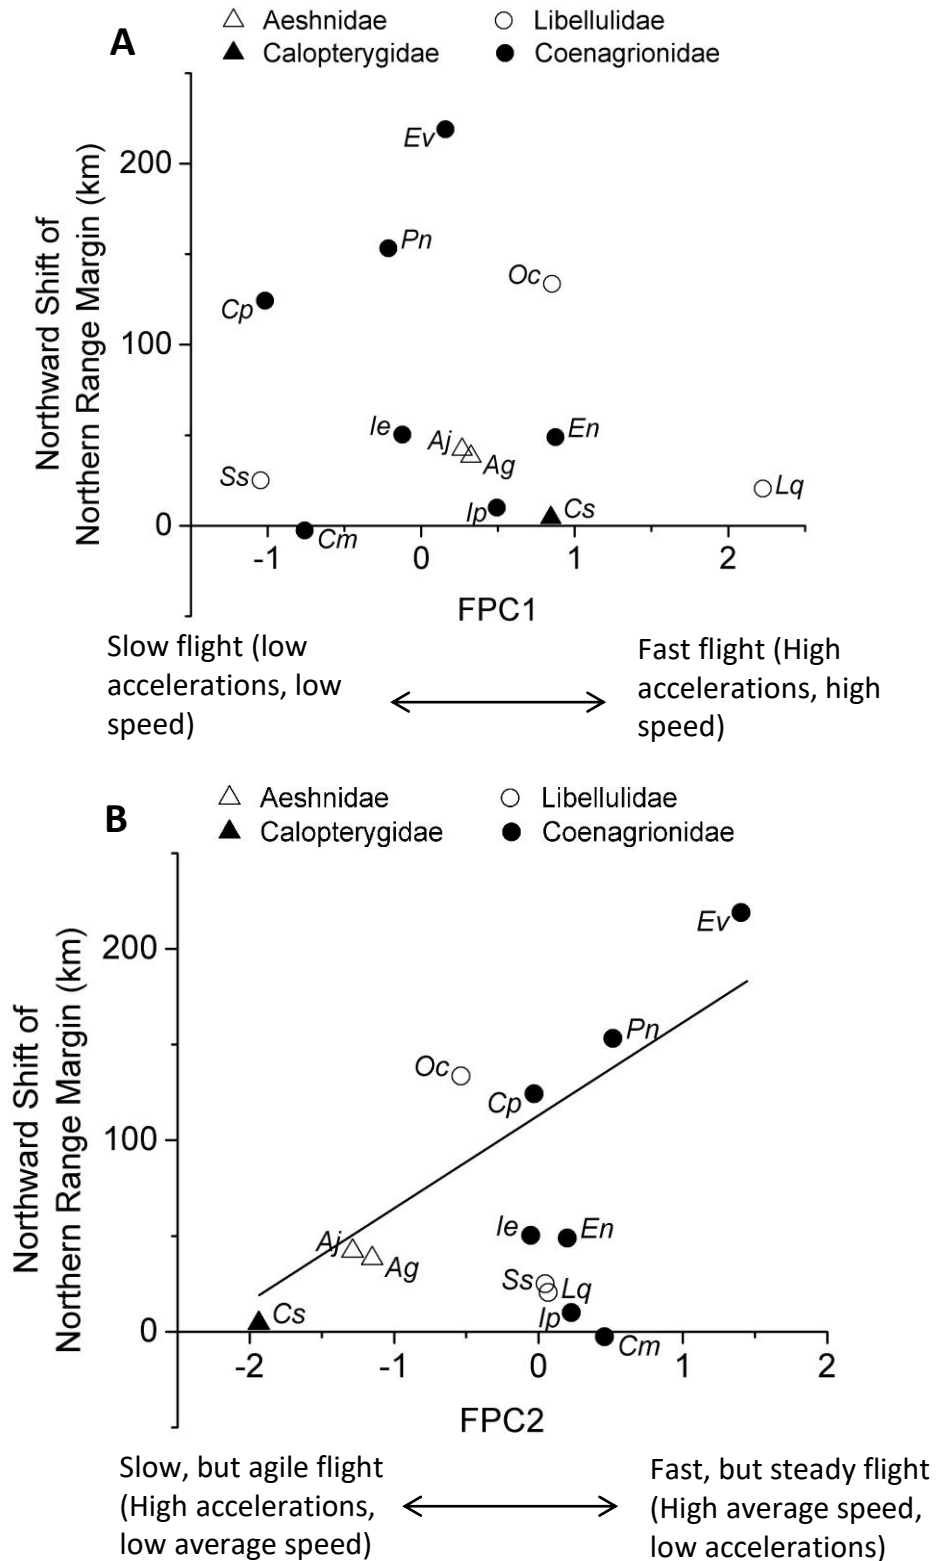 A
Aeshnidae
Libellulidae
Calopterygidae
Coenagrionidae
Northward Shift of
Northern Range Margin (km)
200
100
0
Ev
Pn
Oc
Cp
Ie
Aj
Ag
En
Ss
Lq
Ip
Cs
Cm
-1
0
1
2
FPC1
Slow flight (low
accelerations, low
speed)
Fast flight (High
accelerations, high
speed)
B
Aeshnidae
Libellulidae
Calopterygidae
Coenagrionidae
Northward Shift of
Northern Range Margin (km)
200
100
0
Ev
Pn
Oc
Cp
Ie
En
Aj
Ag
Ss
Lq
Cs
Ip
Cm
-2
-1
0
1
2
FPC2
Slow, but agile flight
(High accelerations,
low average speed)
Fast, but steady flight
(High average speed,
low accelerations)